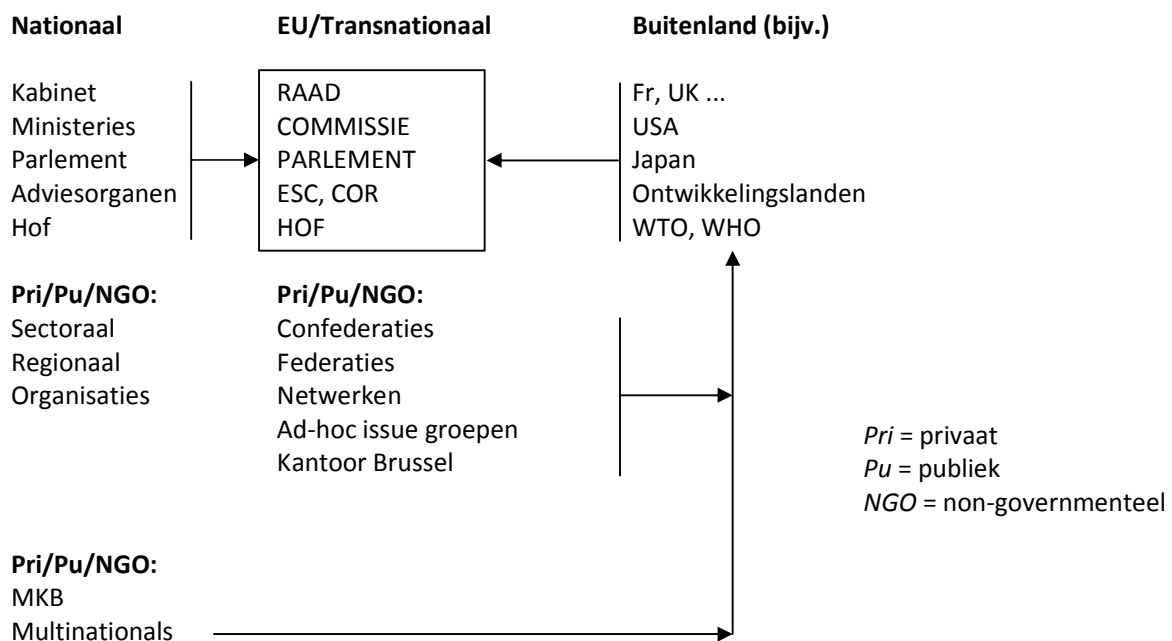 Nationaal EU/Transnationaal Buitenland (bijv.)
Kabinet RAAD Fr, UK ...
Ministeries COMMISSIE USA
Parlement PARLEMENT Japan
Adviesorganen ESC, COR Ontwikkelingslanden
Hof HOF WTO, WHO
Pri/Pu/NGO: Pri/Pu/NGO:
Sectoraal Confederaties
Regionaal Federaties
Organisaties Netwerken
Ad-hoc issue groepen
Kantoor Brussel
Pri = privaat
Pu = publiek
NGO = non-governmenteel
Pri/Pu/NGO:
MKB
Multinationals